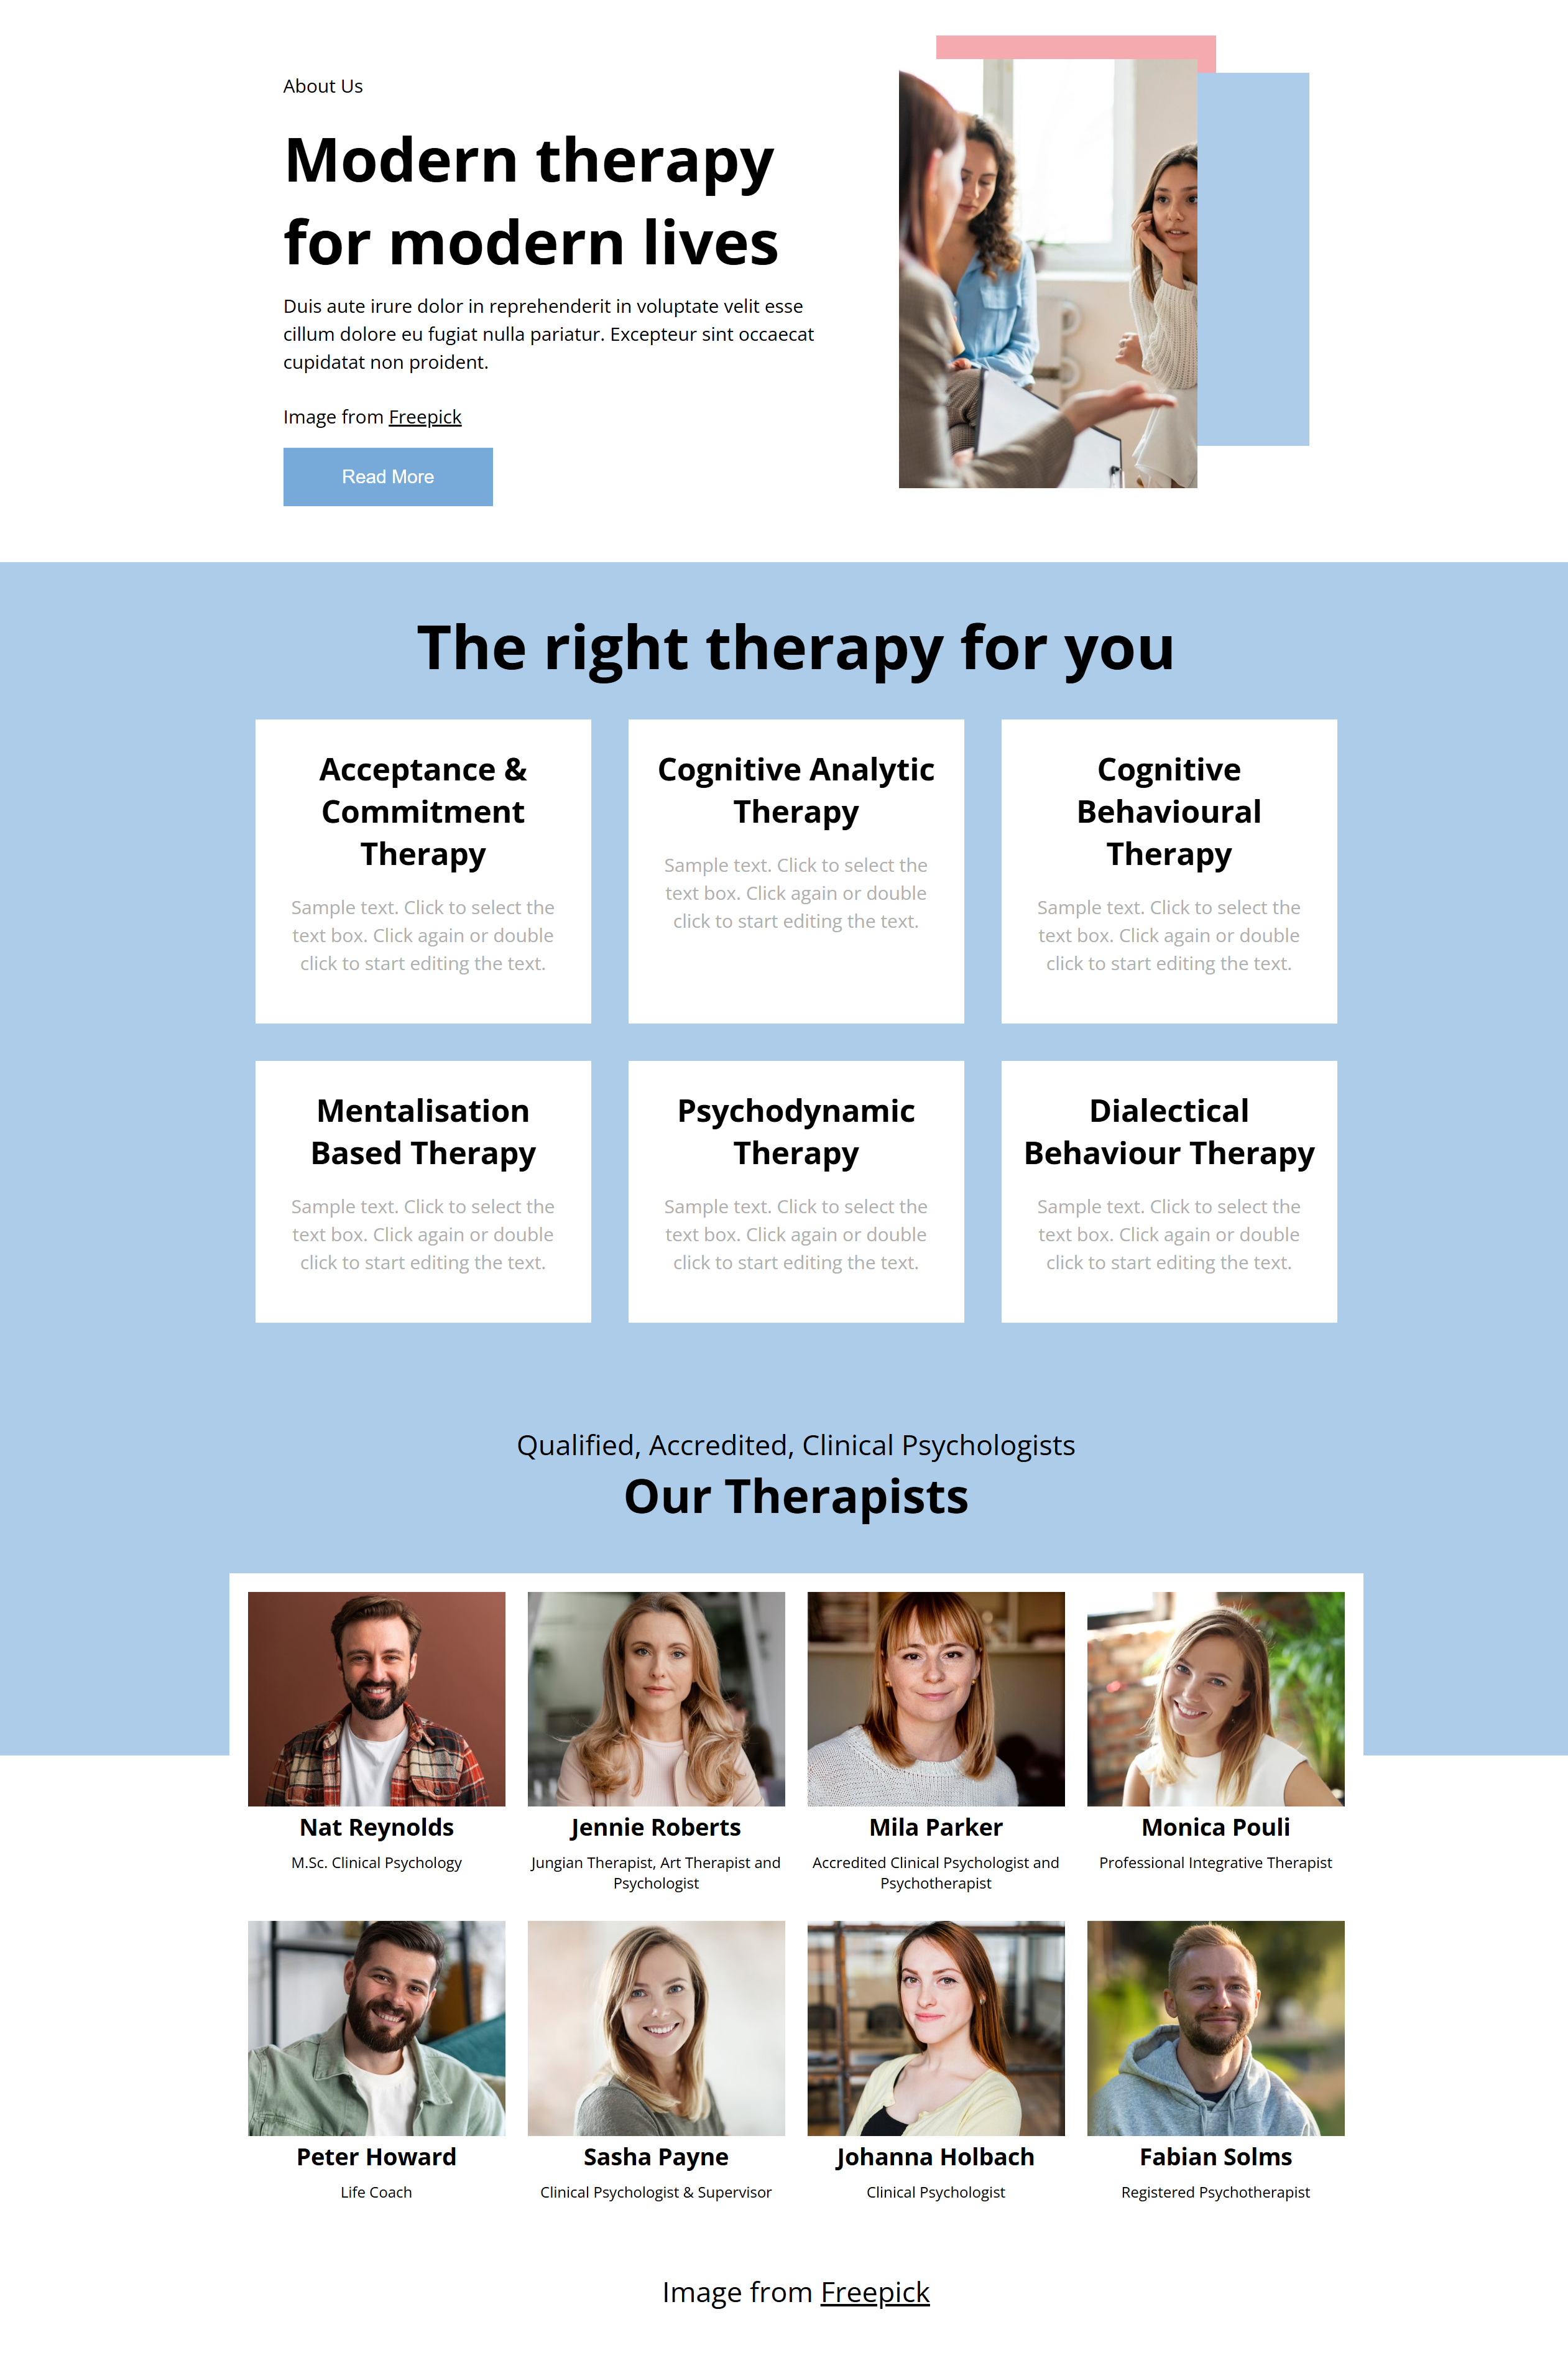 About Us
Modern therapy
for modern lives
Duis aute irure dolor in reprehenderit in voluptate velit esse
cillum dolore eu fugiat nulla pariatur. Excepteur sint occaecat
cupidatat non proident.
Image from Freepick
Read More
The right therapy for you
Acceptance &
Commitment
Therapy
Sample text. Click to select the
text box. Click again or double
click to start editing the text.
Cognitive Analytic
Therapy
Sample text. Click to select the
text box. Click again or double
click to start editing the text.
Cognitive
Behavioural
Therapy
Sample text. Click to select the
text box. Click again or double
click to start editing the text.
Mentalisation
Based Therapy
Sample text. Click to select the
text box. Click again or double
click to start editing the text.
Psychodynamic
Therapy
Sample text. Click to select the
text box. Click again or double
click to start editing the text.
Dialectical
Behaviour Therapy
Sample text. Click to select the
text box. Click again or double
click to start editing the text.
Qualified, Accredited, Clinical Psychologists
Our Therapists
Nat Reynolds
M.Sc. Clinical Psychology
Jennie Roberts
Jungian Therapist, Art Therapist and
Psychologist
Mila Parker
Accredited Clinical Psychologist and
Psychotherapist
Monica Pouli
Professional Integrative Therapist
Peter Howard
Life Coach
Sasha Payne
Clinical Psychologist & Supervisor
Johanna Holbach
Clinical Psychologist
Fabian Solms
Registered Psychotherapist
Image from Freepick